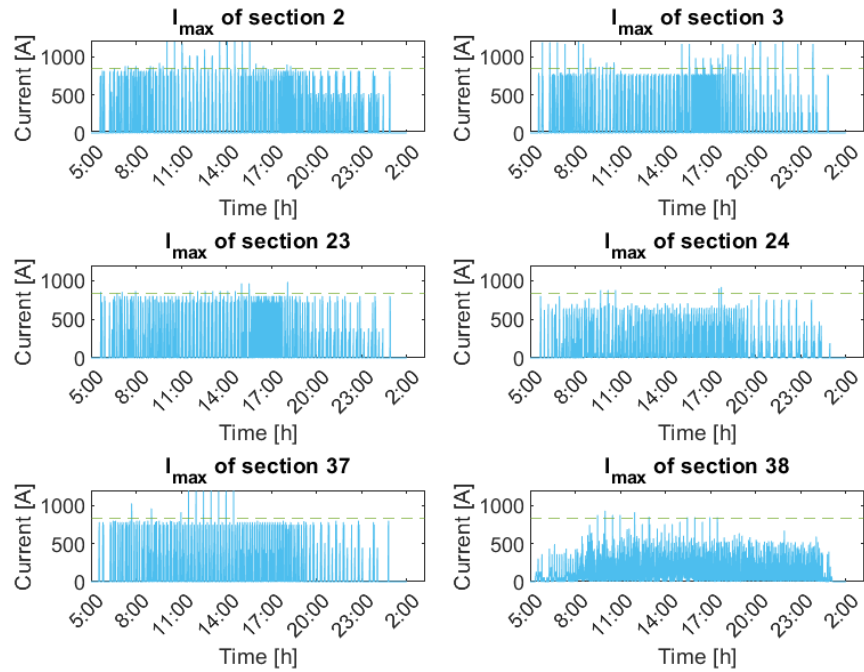 I_max of section 2
Current [A]
1000
500
0
5:00 8:00 11:00 14:00 17:00 20:00 23:00 2:00
Time [h]
I_max of section 3
Current [A]
1000
500
0
5:00 8:00 11:00 14:00 17:00 20:00 23:00 2:00
Time [h]
I_max of section 23
Current [A]
1000
500
0
5:00 8:00 11:00 14:00 17:00 20:00 23:00 2:00
Time [h]
I_max of section 24
Current [A]
1000
500
0
5:00 8:00 11:00 14:00 17:00 20:00 23:00 2:00
Time [h]
I_max of section 37
Current [A]
1000
500
0
5:00 8:00 11:00 14:00 17:00 20:00 23:00 2:00
Time [h]
I_max of section 38
Current [A]
1000
500
0
5:00 8:00 11:00 14:00 17:00 20:00 23:00 2:00
Time [h]